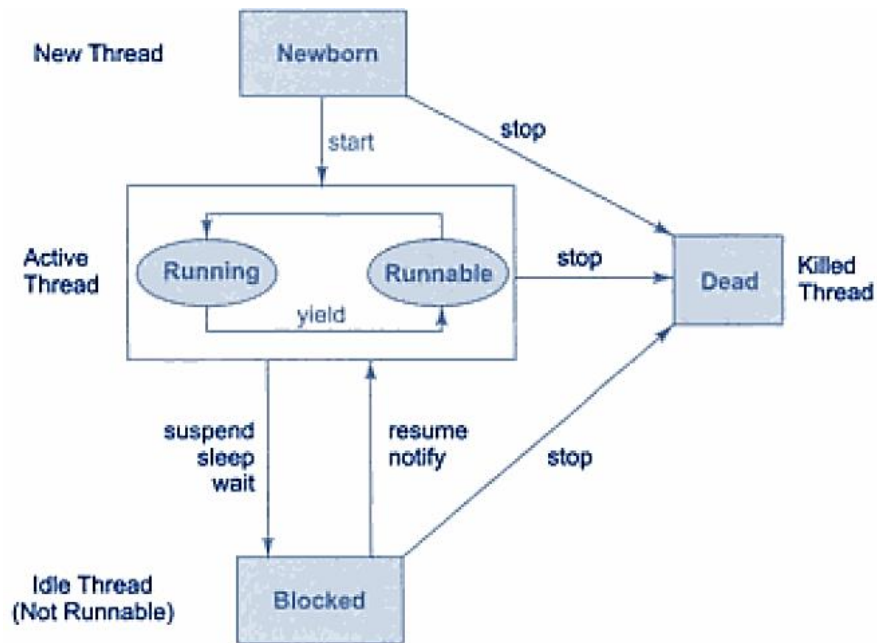 New Thread
Newborn
stop
start
Active
Thread
Running
Runnable
yield
stop
Dead
Killed
Thread
suspend
sleep
wait
resume
notify
stop
Idle Thread
(Not Runnable)
Blocked